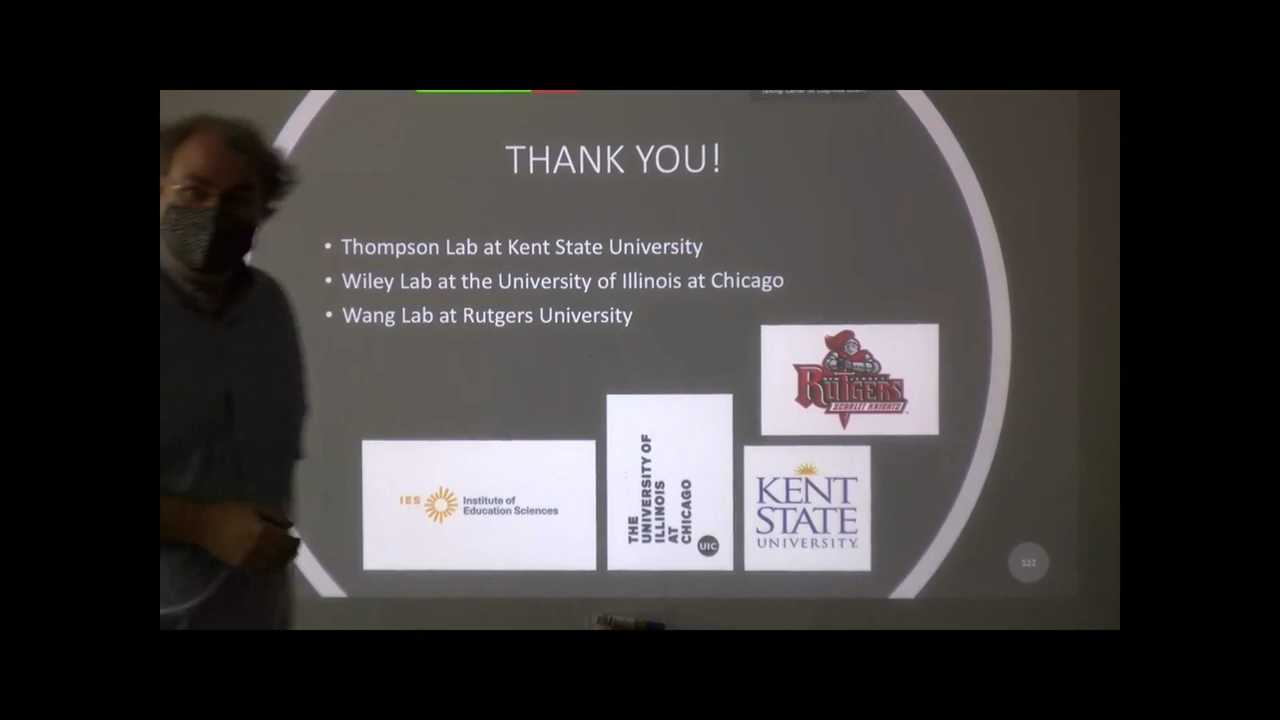 THANK YOU!
• Thompson Lab at Kent State University
• Wiley Lab at the University of Illinois at Chicago
• Wang Lab at Rutgers University
RUTGERS
SCARLET KNIGHTS
IES Institute of
Education Sciences
THE
UNIVERSITY OF
ILLINOIS
AT
CHICAGO
UIC
KENT
STATE
UNIVERSITY
122